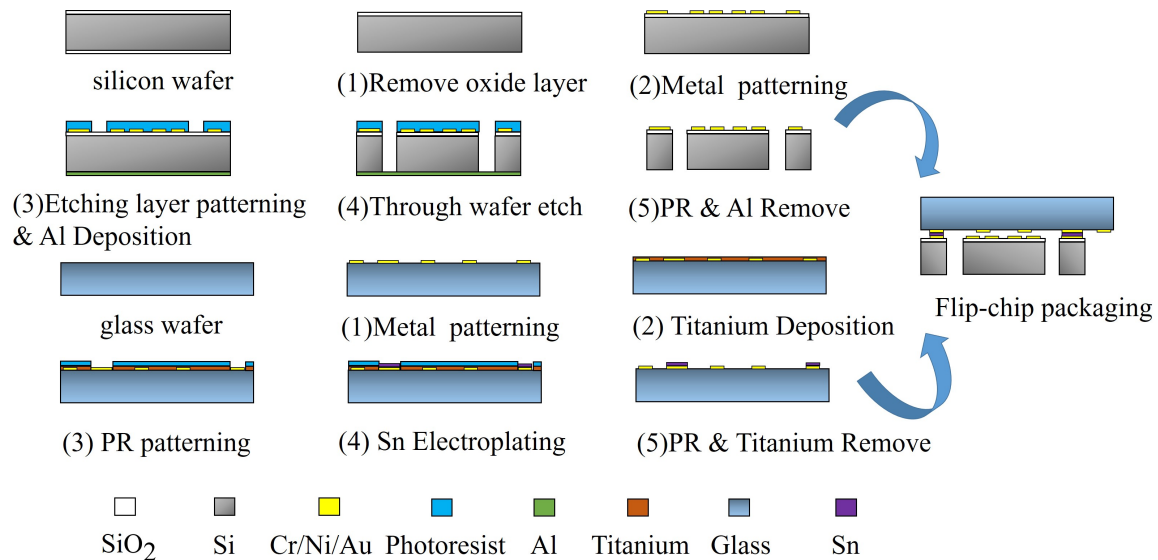 silicon wafer
(1)Remove oxide layer
(2)Metal patterning
(3)Etching layer patterning
& Al Deposition
(4)Through wafer etch
(5)PR & Al Remove
glass wafer
(1)Metal patterning
(2) Titanium Deposition
Flip-chip packaging
(3) PR patterning
(4) Sn Electroplating
(5)PR & Titanium Remove
SiO₂ Si Cr/Ni/Au Photoresist Al Titanium Glass Sn